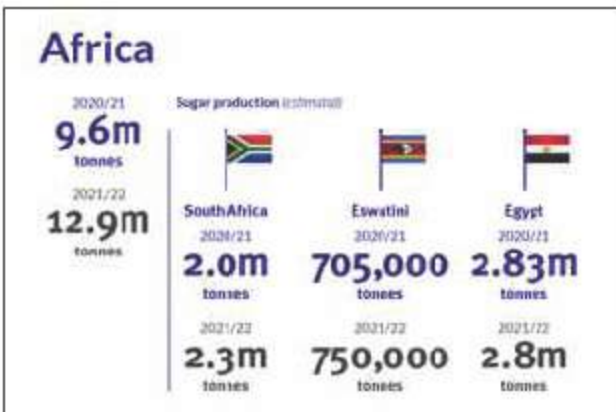 Africa
2020/21
9.6m
tonnes
2021/22
12.9m
tonnes
Sugar production (estimated)
South Africa
2020/21
2.0m
tonnes
2021/22
2.3m
tonnes
Eswatini
2020/21
705,000
tonnes
2021/22
750,000
tonnes
Egypt
2020/21
2.83m
tonnes
2021/22
2.8m
tonnes